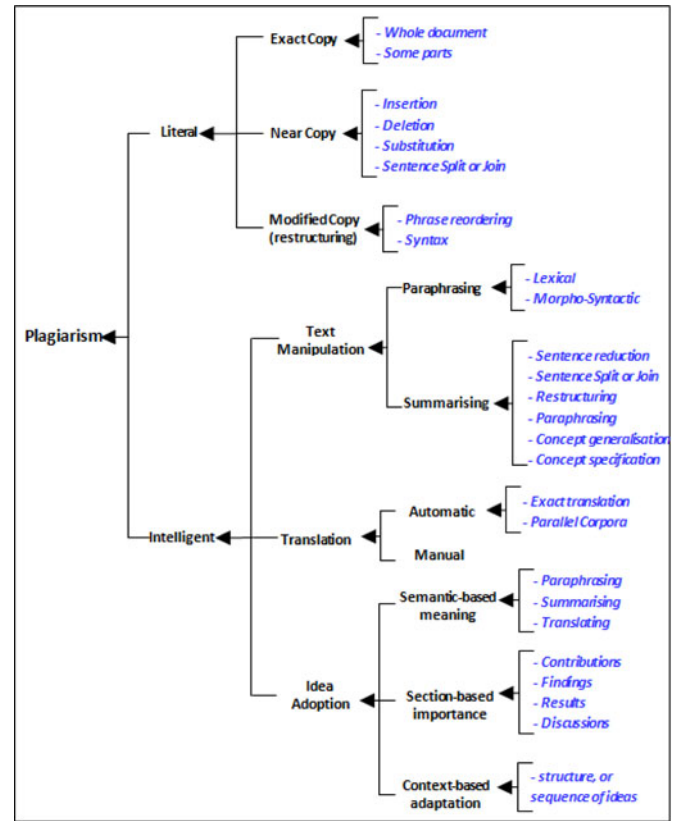 Exact Copy
- Whole document
- Some parts
Literal
Near Copy
- Insertion
- Deletion
- Substitution
- Sentence Split or Join
Modified Copy
(restructuring)
- Phrase reordering
- Syntax
Plagiarism
Text
Manipulation
Paraphrasing
- Lexical
- Morpho-Syntactic
Summarising
- Sentence reduction
- Sentence Split or Join
- Restructuring
- Paraphrasing
- Concept generalisation
- Concept specification
Intelligent
Translation
Automatic
- Exact translation
- Parallel Corpora
Manual
Idea
Adoption
Semantic-based
meaning
- Paraphrasing
- Summarising
- Translating
Section-based
importance
- Contributions
- Findings
- Results
- Discussions
Context-based
adaptation
- structure, or
sequence of ideas